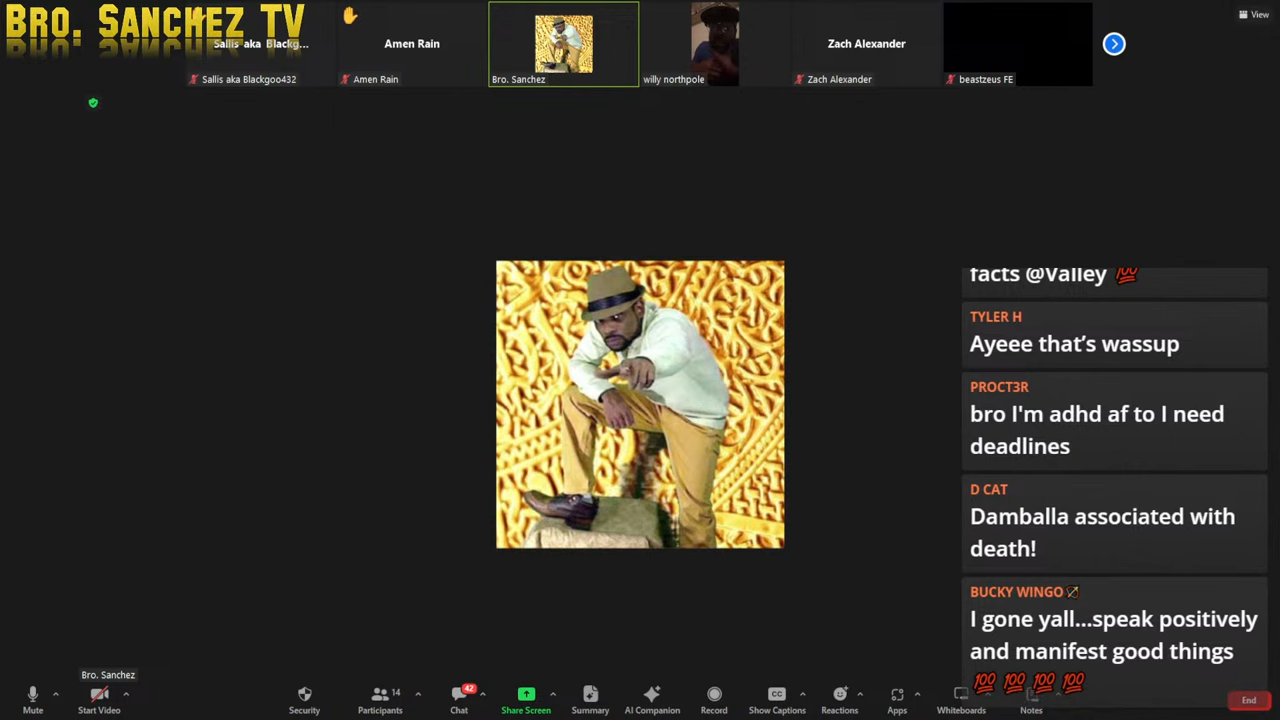 BRO. SANCHEZ TV
Sallis aka Blackg...
Amen Rain
Zach Alexander
View
Sallis aka Blackgoo432
Amen Rain
Bro. Sanchez
willy northpole
Zach Alexander
beastzeus FE
facts @Valley 💯
TYLER H
Ayeee that’s wassup
PROCT3R
bro I'm adhd af to I need
deadlines
D CAT
Damballa associated with
death!
BUCKY WINGO🏹
I gone yall...speak positively
and manifest good things
💯 💯 💯 💯
Bro. Sanchez
14
42
CC
Mute
Start Video
Security
Participants
Chat
Share Screen
Summary
AI Companion
Record
Show Captions
Reactions
Apps
Whiteboards
Notes
End